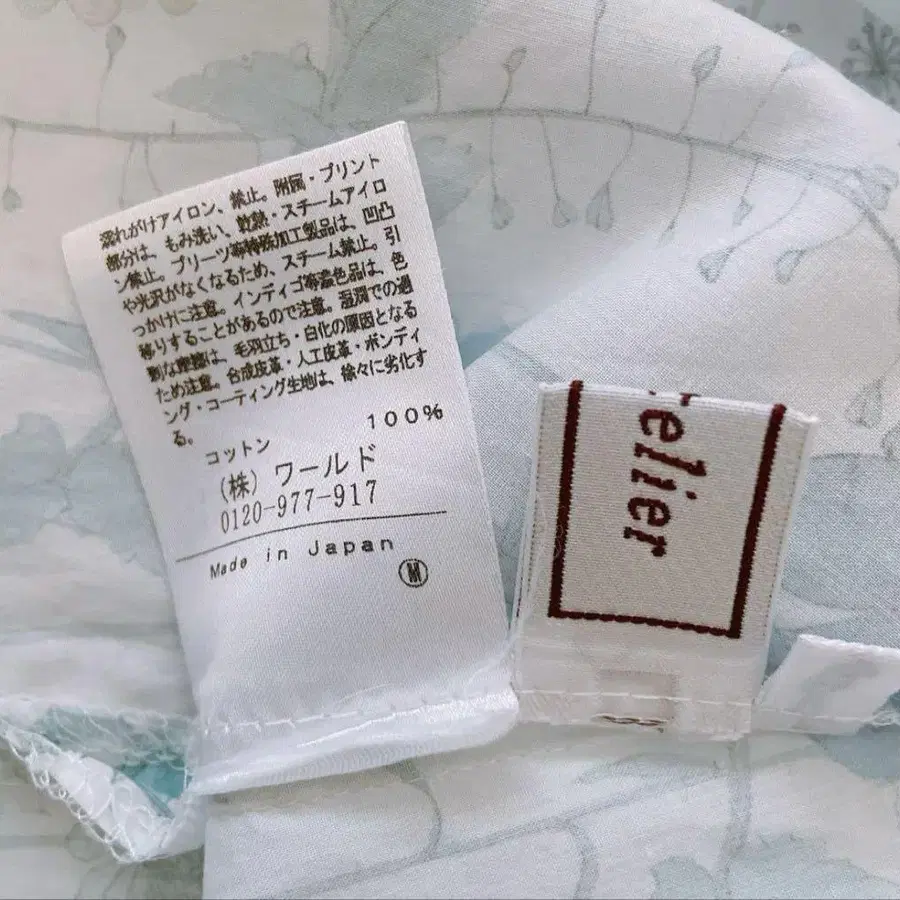 濡れがけアイロン、禁止。附属・プリント
部分は、もみ洗い、乾熱・スチームアイロ
ン禁止。プリーツ等特殊加工製品は、凹凸
や光沢がなくなるため、スチーム禁止。引
っかけに注意。インディゴ等濃色品は、色
移りすることがあるので注意。湿潤での過
剰な摩擦は、毛羽立ち・白化の原因となる
ため注意。合成皮革・人工皮革・ボンディ
ング・コーティング生地は、徐々に劣化す
る。
コットン 100%
(株) ワールド
0120-977-917
Made in Japan
M
telier